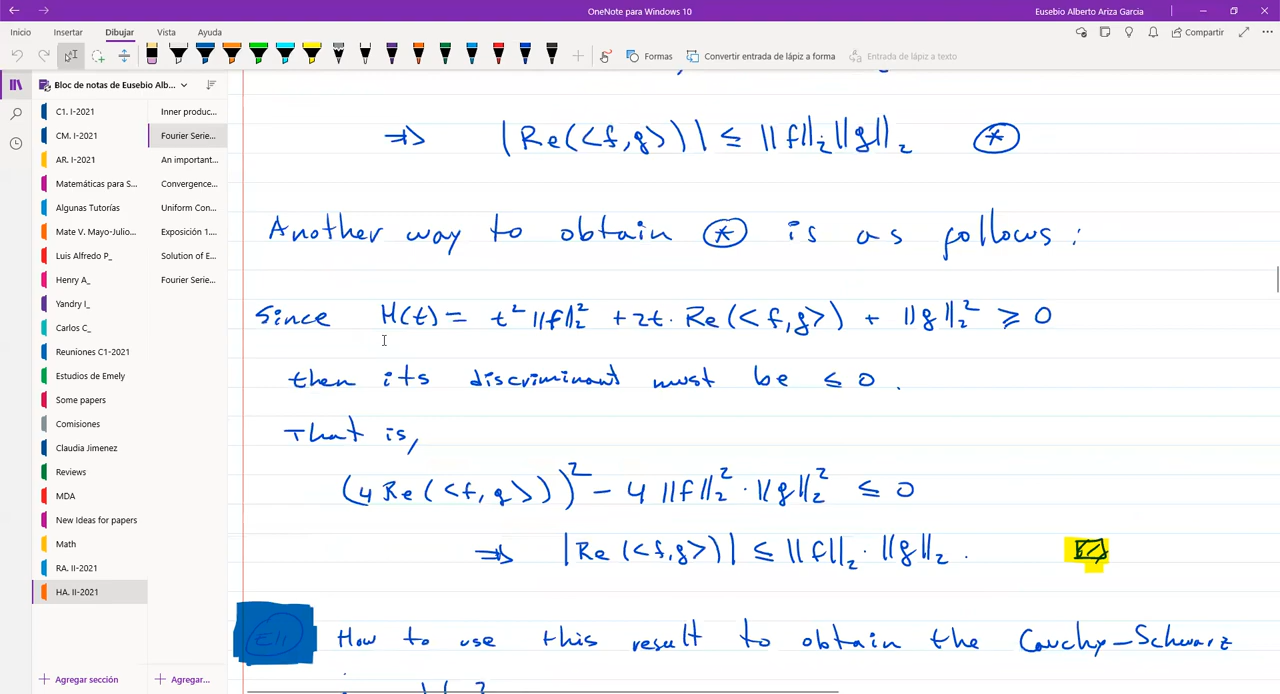 OneNote para Windows 10
Eusebio Alberto Ariza Garcia
Inicio Insertar Dibujar Vista Ayuda
Compartir
Formas Convertir entrada de lápiz a forma Entrada de lápiz a texto
Bloc de notas de Eusebio Alb...
C1. I-2021
CM. I-2021
AR. I-2021
Matemáticas para S...
Algunas Tutorías
Mate V. Mayo-Julio...
Luis Alfredo P_
Henry A_
Yandry I_
Carlos C_
Reuniones C1-2021
Estudios de Emely
Some papers
Comisiones
Claudia Jimenez
Reviews
MDA
New Ideas for papers
Math
RA. II-2021
HA. II-2021
Agregar sección
Inner produc...
Fourier Serie...
An important...
Convergence...
Uniform Con...
Exposición 1....
Solution of E...
Fourier Serie...
Agregar...
⇒ |Re(<f,g>)| ≤ ||f||₂ ||g||₂ (*)
Another way to obtain (*) is as follows:
Since H(t) = t² ||f||₂² + 2t · Re(<f,g>) + ||g||₂² ≥ 0
then its discriminant must be ≤ 0.
That is,
(4 Re(<f,g>))² − 4 ||f||₂² · ||g||₂² ≤ 0
⇒ |Re(<f,g>)| ≤ ||f||₂ · ||g||₂ .
How to use this result to obtain the Cauchy-Schwarz